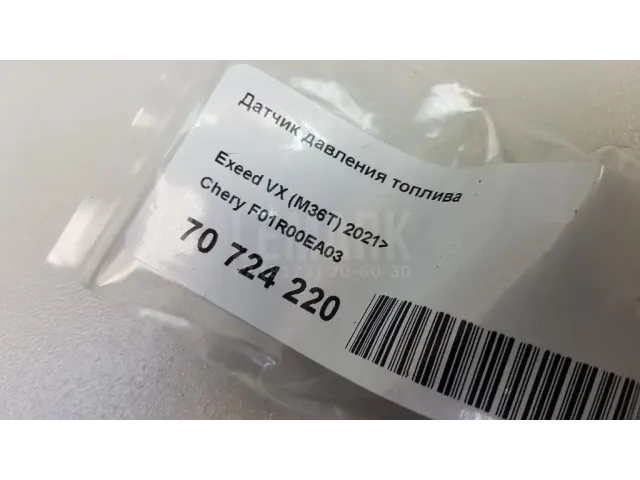 Датчик давления топлива
Exeed VX (M36T) 2021>
Chery F01R00EA03
70 724 220